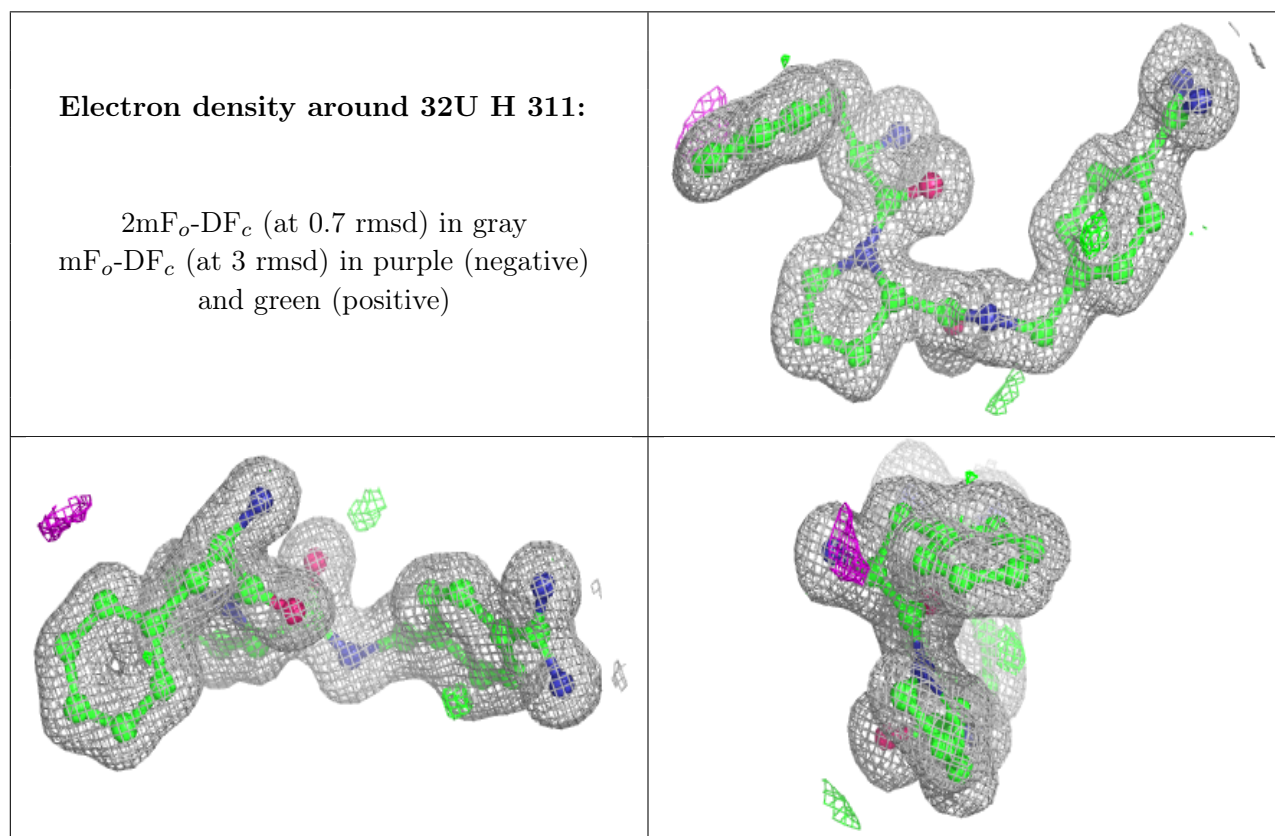 Electron density around 32U H 311:
2mFo-DFc (at 0.7 rmsd) in gray
mFo-DFc (at 3 rmsd) in purple (negative)
and green (positive)